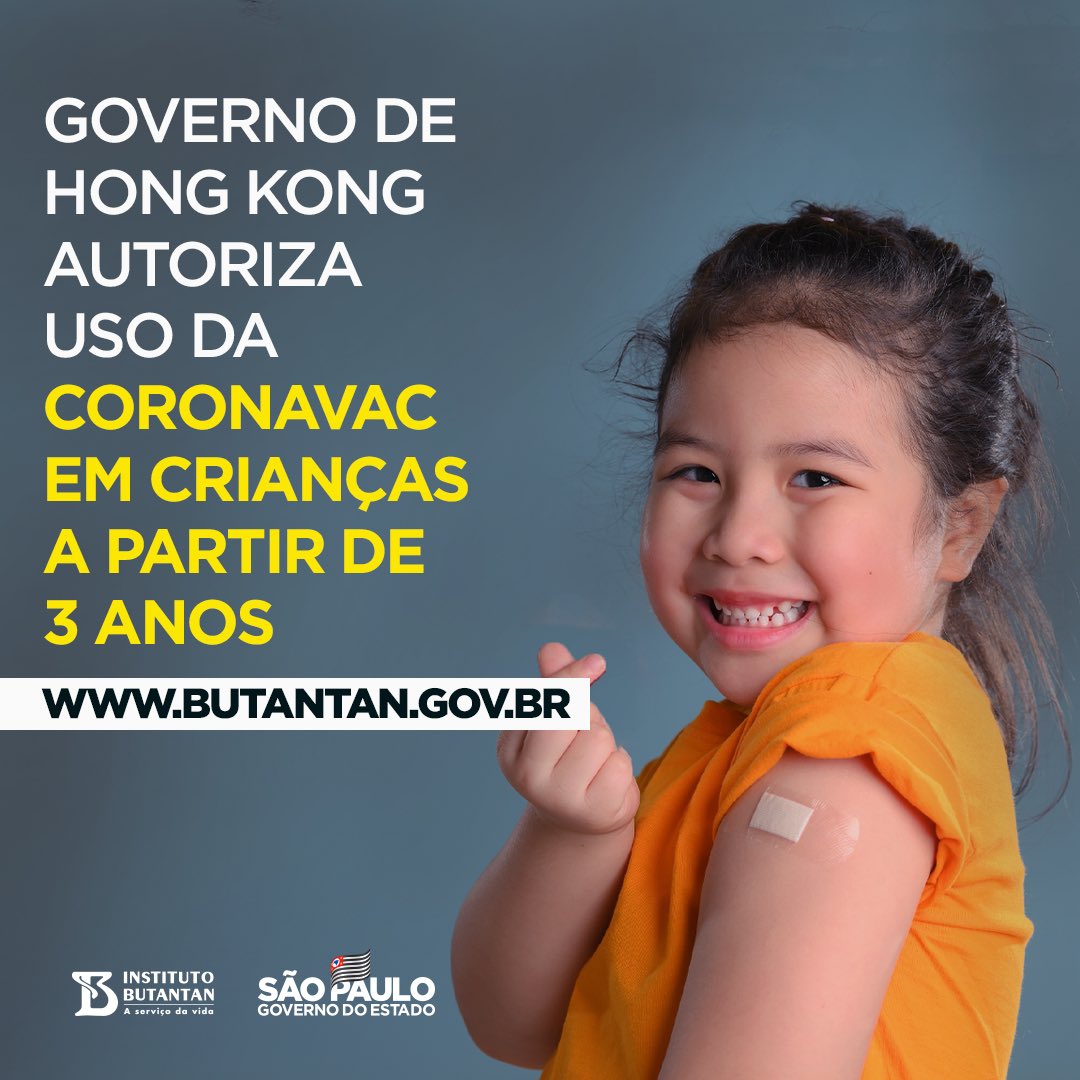 GOVERNO DE
HONG KONG
AUTORIZA
USO DA
CORONAVAC
EM CRIANÇAS
A PARTIR DE
3 ANOS
WWW.BUTANTAN.GOV.BR
INSTITUTO
BUTANTAN
A serviço da vida
SÃO PAULO
GOVERNO DO ESTADO